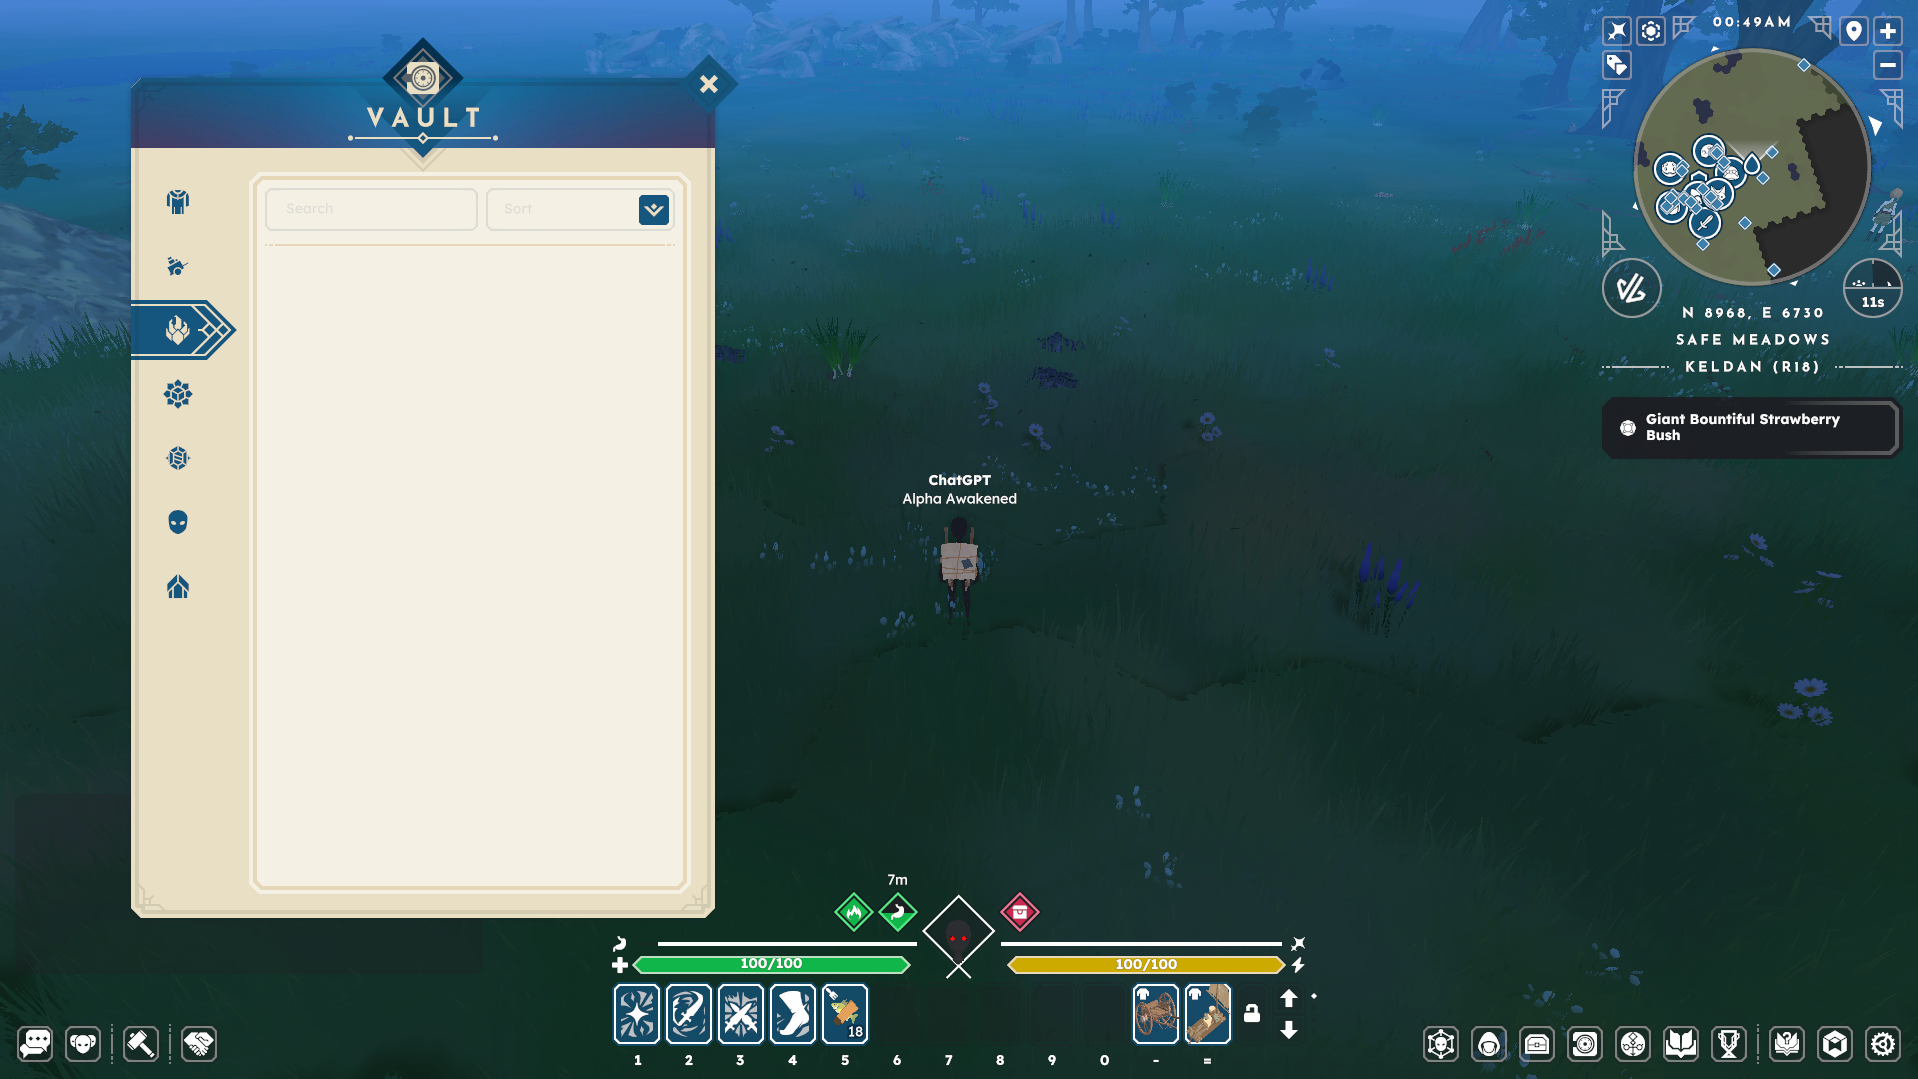 VAULT
Search
Sort
00:49AM
11s
N 8968, E 6730
SAFE MEADOWS
KELDAN (R18)
Giant Bountiful Strawberry
Bush
ChatGPT
Alpha Awakened
7m
100/100
100/100
18
1 2 3 4 5 6 7 8 9 0 - =